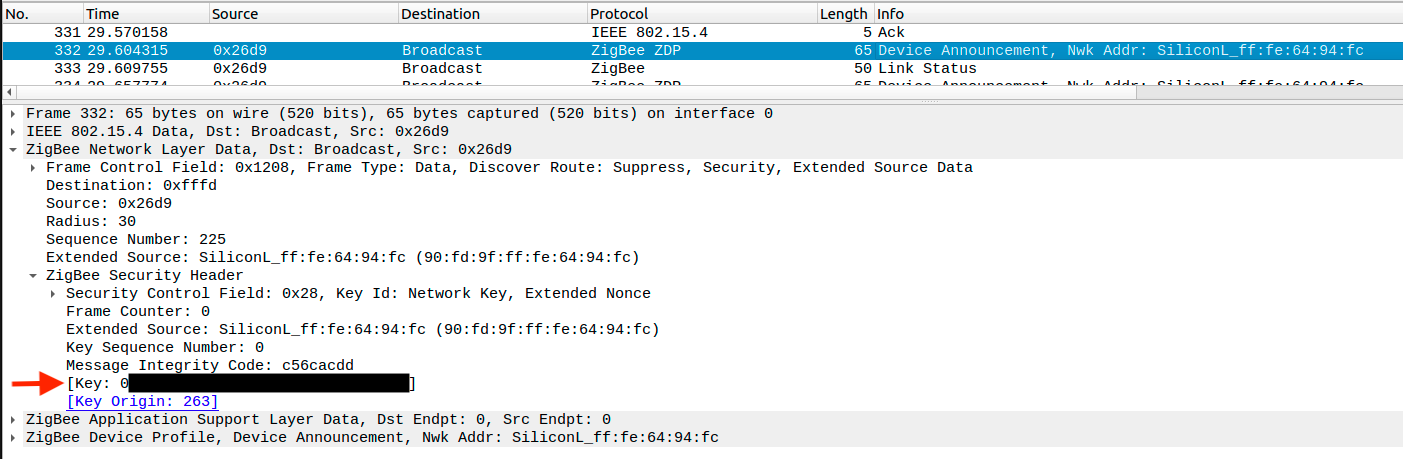 No. Time Source Destination Protocol Length Info
331 29.570158 IEEE 802.15.4 5 Ack
332 29.604315 0x26d9 Broadcast ZigBee ZDP 65 Device Announcement, Nwk Addr: SiliconL_ff:fe:64:94:fc
333 29.609755 0x26d9 Broadcast ZigBee 50 Link Status
334 29.657774 0x26d9 Broadcast ZigBee ZDP 65 Device Announcement, Nwk Addr: SiliconL_ff:fe:64:94:fc
Frame 332: 65 bytes on wire (520 bits), 65 bytes captured (520 bits) on interface 0
IEEE 802.15.4 Data, Dst: Broadcast, Src: 0x26d9
ZigBee Network Layer Data, Dst: Broadcast, Src: 0x26d9
Frame Control Field: 0x1208, Frame Type: Data, Discover Route: Suppress, Security, Extended Source Data
Destination: 0xfffd
Source: 0x26d9
Radius: 30
Sequence Number: 225
Extended Source: SiliconL_ff:fe:64:94:fc (90:fd:9f:ff:fe:64:94:fc)
ZigBee Security Header
Security Control Field: 0x28, Key Id: Network Key, Extended Nonce
Frame Counter: 0
Extended Source: SiliconL_ff:fe:64:94:fc (90:fd:9f:ff:fe:64:94:fc)
Key Sequence Number: 0
Message Integrity Code: c56cacdd
[Key: 0 ]
[Key Origin: 263]
ZigBee Application Support Layer Data, Dst Endpt: 0, Src Endpt: 0
ZigBee Device Profile, Device Announcement, Nwk Addr: SiliconL_ff:fe:64:94:fc